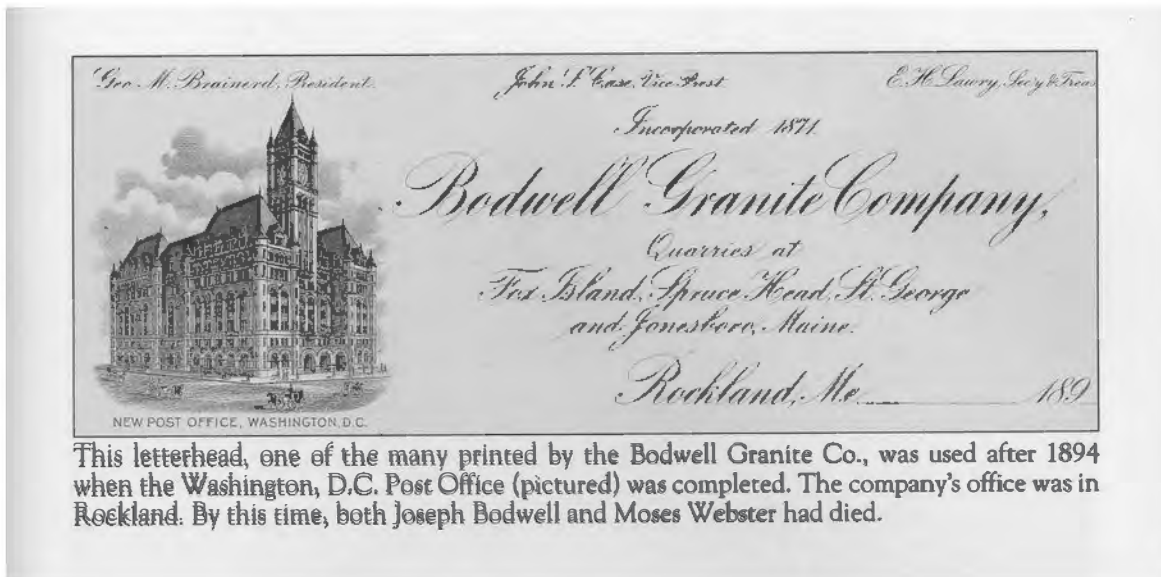 Geo. M. Brainerd, President. John S. Case, Vice Prest. E. H. Lawry, Sec'y & Treas
Incorporated 1871.
Bodwell Granite Company,
Quarries at
Fox Island, Spruce Head, St. George
and Jonesboro, Maine.
Rockland, Me. 189
NEW POST OFFICE, WASHINGTON, D.C.
This letterhead, one of the many printed by the Bodwell Granite Co., was used after 1894
when the Washington, D.C. Post Office (pictured) was completed. The company's office was in
Rockland. By this time, both Joseph Bodwell and Moses Webster had died.